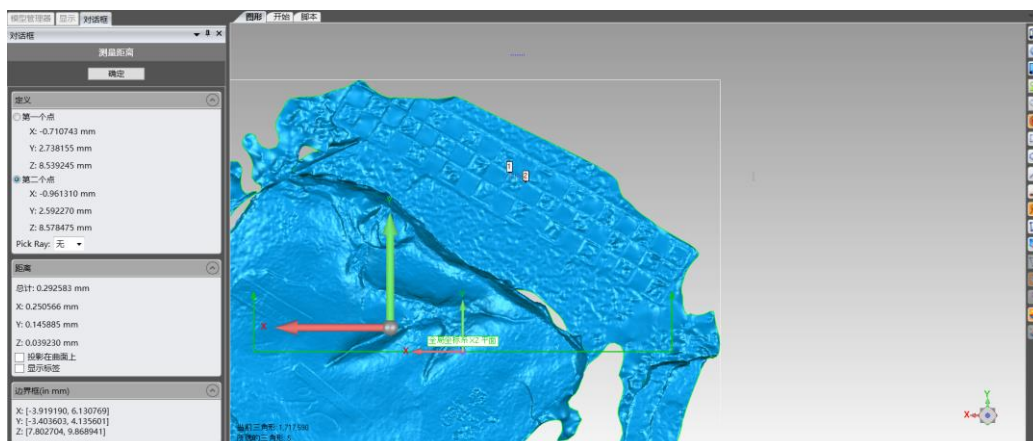 模型管理器 显示 对话框
图形 开始 脚本
对话框
测量距离
确定
定义
第一个点
X: -0.710743 mm
Y: 2.738155 mm
Z: 8.539245 mm
第二个点
X: -0.961310 mm
Y: 2.592270 mm
Z: 8.578475 mm
Pick Ray: 无
距离
总计: 0.292583 mm
X: 0.250566 mm
Y: 0.145885 mm
Z: 0.039230 mm
投影在曲面上
显示标签
边界框(in mm)
X: [-3.919190, 6.130769]
Y: [-3.403603, 4.135601]
Z: [7.802704, 9.868941]
1
2
X
X
Y
X